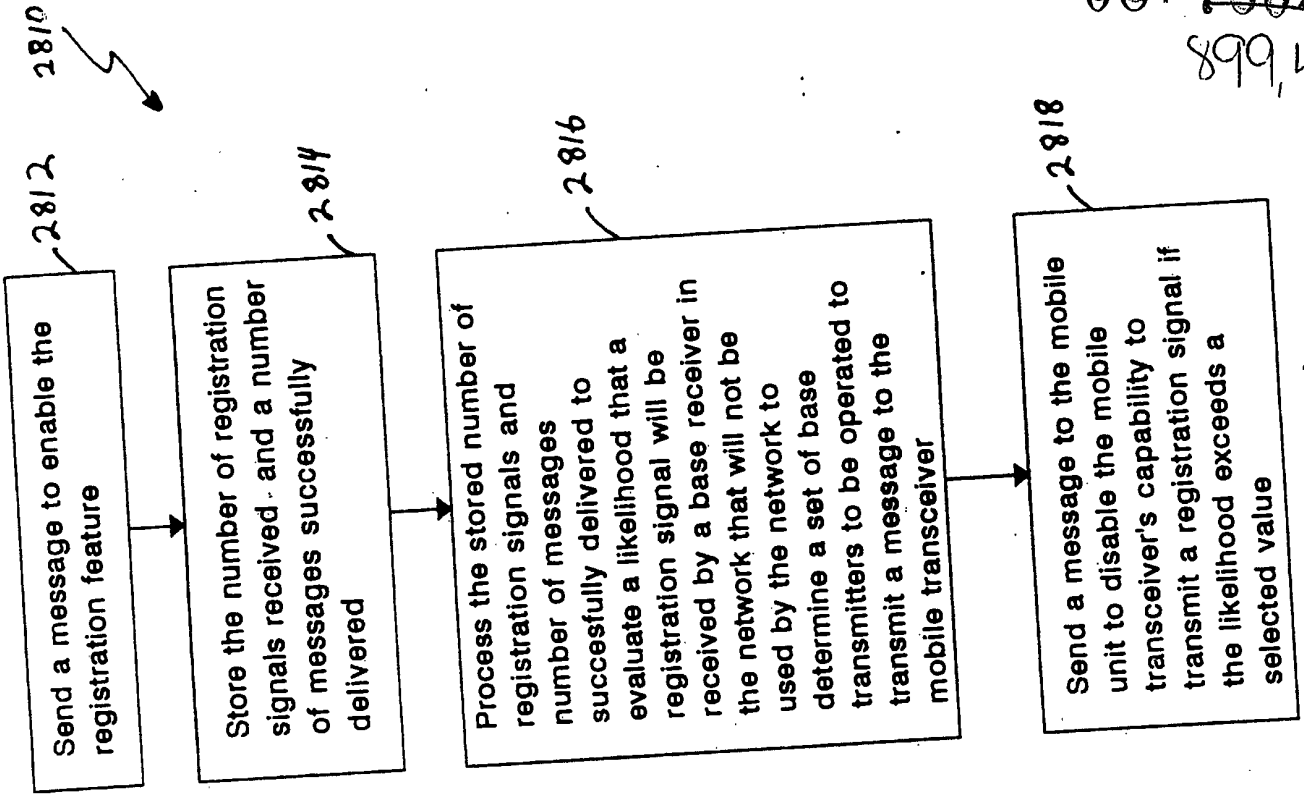 2810
2812
Send a message to enable the
registration feature
2814
Store the number of registration
signals received and a number
of messages successfully
delivered
2816
Process the stored number of
registration signals and
number of messages
succesfully delivered to
evaluate a likelihood that a
registration signal will be
received by a base receiver in
the network that will not be
used by the network to
determine a set of base
transmitters to be operated to
transmit a message to the
mobile transceiver
2818
Send a message to the mobile
unit to disable the mobile
transceiver's capability to
transmit a registration signal if
the likelihood exceeds a
selected value